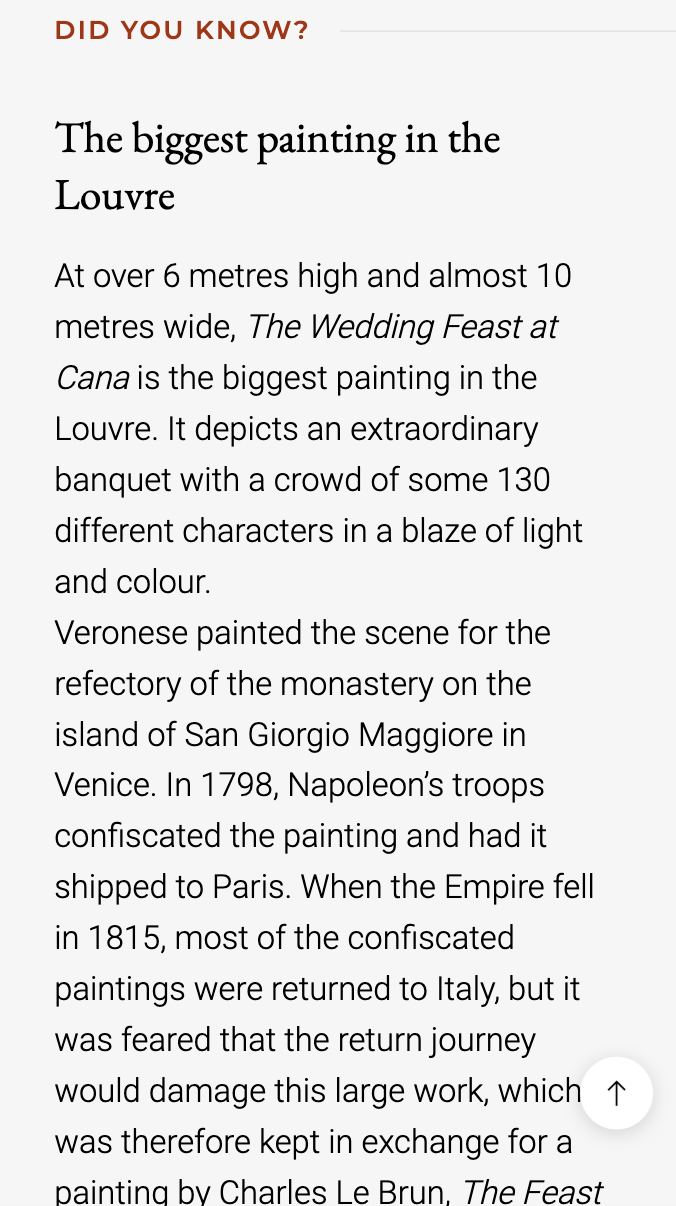 DID YOU KNOW?
The biggest painting in the
Louvre
At over 6 metres high and almost 10
metres wide, The Wedding Feast at
Cana is the biggest painting in the
Louvre. It depicts an extraordinary
banquet with a crowd of some 130
different characters in a blaze of light
and colour.
Veronese painted the scene for the
refectory of the monastery on the
island of San Giorgio Maggiore in
Venice. In 1798, Napoleon’s troops
confiscated the painting and had it
shipped to Paris. When the Empire fell
in 1815, most of the confiscated
paintings were returned to Italy, but it
was feared that the return journey
would damage this large work, which
was therefore kept in exchange for a
painting by Charles Le Brun, The Feast